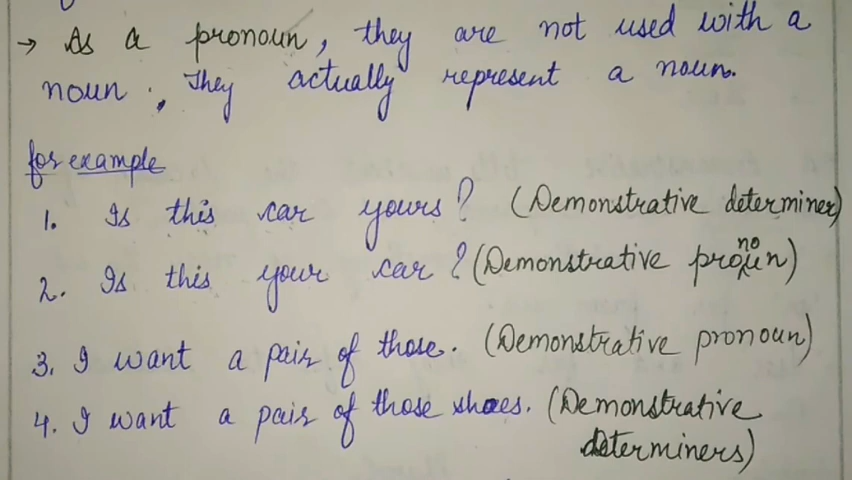 → As a pronoun, they are not used with a
noun. They actually represent a noun.
for example
1. Is this car yours? (Demonstrative determiner)
2. Is this your car? (Demonstrative pronoun)
3. I want a pair of those. (Demonstrative pronoun)
4. I want a pair of those shoes. (Demonstrative
determiners)